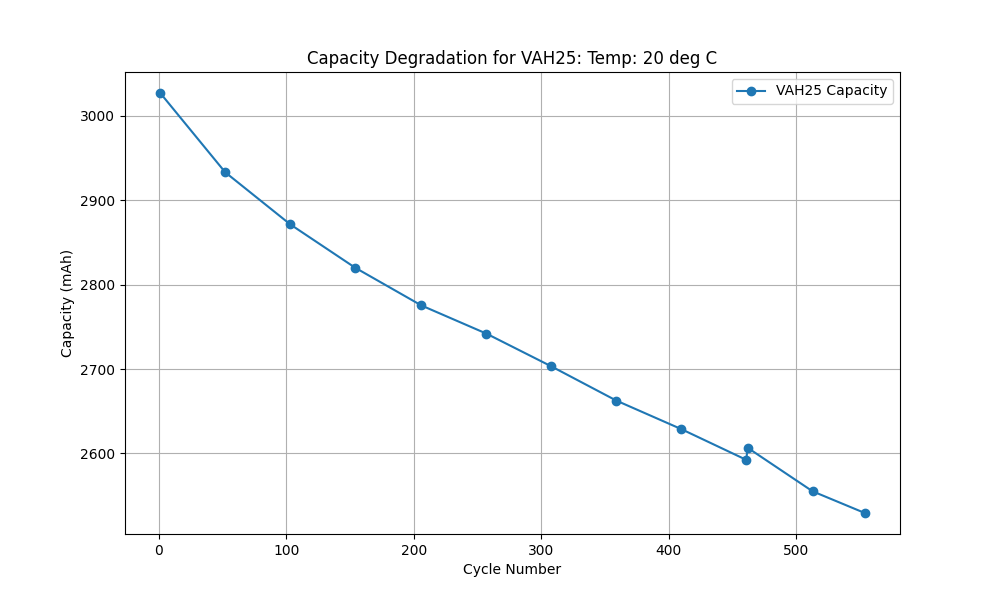 Capacity Degradation for VAH25: Temp: 20 deg C
VAH25 Capacity
Capacity (mAh)
3000
2900
2800
2700
2600
0 100 200 300 400 500
Cycle Number